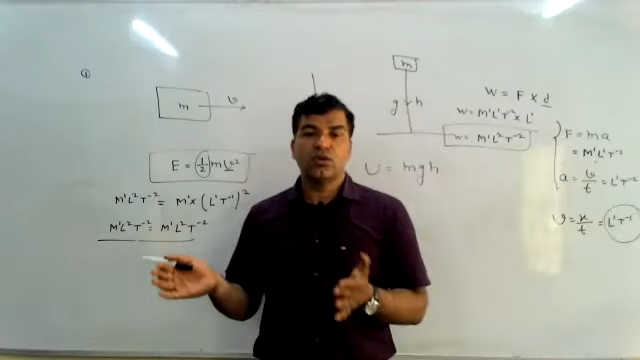 ①
m
v
E = 1/2 mv²
M¹L²T⁻² = M¹ × (L¹T⁻¹)²
M¹L²T⁻² = M¹L²T⁻²
m
g
h
U = mgh
W = F × d
W = M¹L¹T⁻² × L¹
W = M¹L²T⁻²
F = ma
= M¹L¹T⁻²
a = v/t = L¹T⁻²
v = x/t = L¹T⁻¹